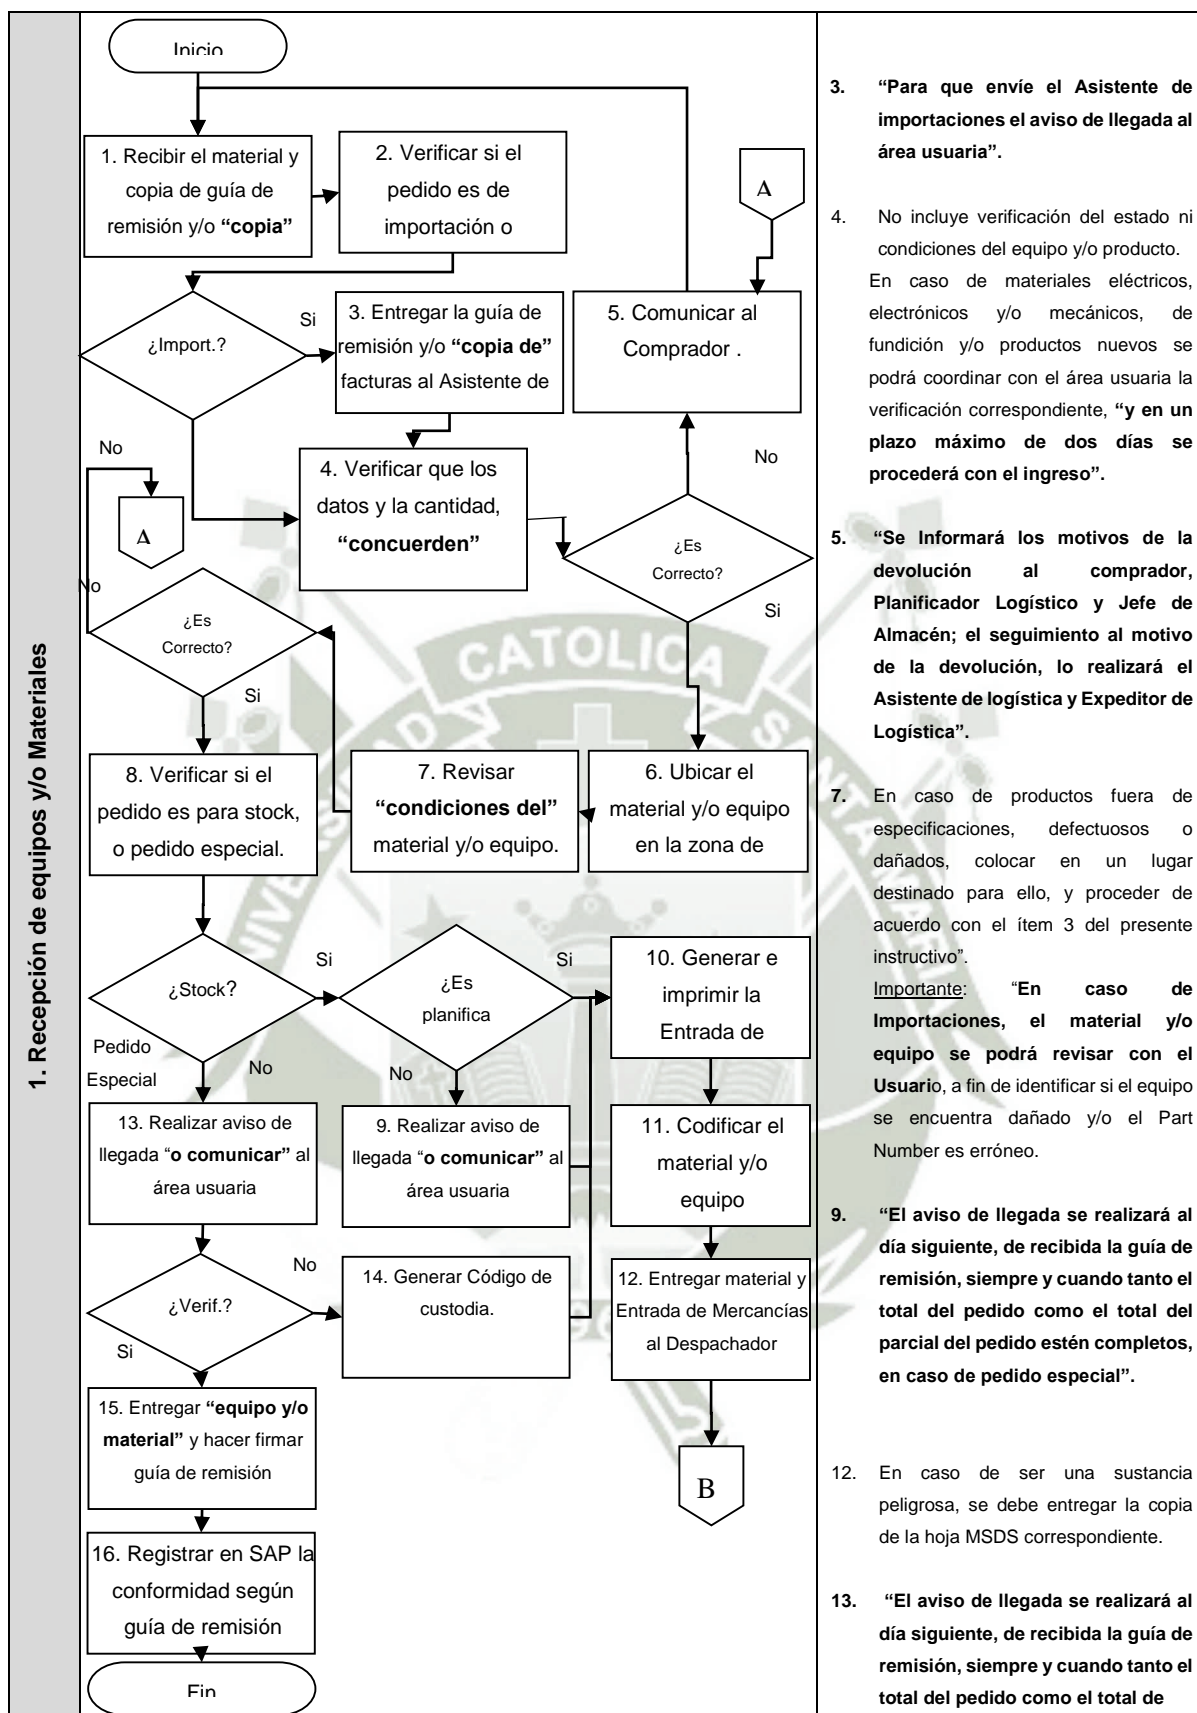 1. Recepción de equipos y/o Materiales
Inicio
1. Recibir el material y
copia de guía de
remisión y/o “copia”
2. Verificar si el
pedido es de
importación o
A
¿Import.?
Si
No
3. Entregar la guía de
remisión y/o “copia de”
facturas al Asistente de
5. Comunicar al
Comprador .
4. Verificar que los
datos y la cantidad,
“concuerden”
No
A
No
¿Es
Correcto?
Si
¿Es
Correcto?
Si
8. Verificar si el
pedido es para stock,
o pedido especial.
7. Revisar
“condiciones del”
material y/o equipo.
6. Ubicar el
material y/o equipo
en la zona de
¿Stock?
Si
Pedido
Especial
No
¿Es
planifica
Si
No
10. Generar e
imprimir la
Entrada de
13. Realizar aviso de
llegada “o comunicar” al
área usuaria
9. Realizar aviso de
llegada “o comunicar” al
área usuaria
11. Codificar el
material y/o
equipo
¿Verif.?
No
Si
14. Generar Código de
custodia.
12. Entregar material y
Entrada de Mercancías
al Despachador
15. Entregar “equipo y/o
material” y hacer firmar
guía de remisión
B
16. Registrar en SAP la
conformidad según
guía de remisión
Fin
3. “Para que envíe el Asistente de
importaciones el aviso de llegada al
área usuaria”.
4. No incluye verificación del estado ni
condiciones del equipo y/o producto.
En caso de materiales eléctricos,
electrónicos y/o mecánicos, de
fundición y/o productos nuevos se
podrá coordinar con el área usuaria la
verificación correspondiente, “y en un
plazo máximo de dos días se
procederá con el ingreso”.
5. “Se Informará los motivos de la
devolución al comprador,
Planificador Logístico y Jefe de
Almacén; el seguimiento al motivo
de la devolución, lo realizará el
Asistente de logística y Expeditor de
Logística”.
7. En caso de productos fuera de
especificaciones, defectuosos o
dañados, colocar en un lugar
destinado para ello, y proceder de
acuerdo con el ítem 3 del presente
instructivo”.
Importante: “En caso de
Importaciones, el material y/o
equipo se podrá revisar con el
Usuario, a fin de identificar si el equipo
se encuentra dañado y/o el Part
Number es erróneo.
9. “El aviso de llegada se realizará al
día siguiente, de recibida la guía de
remisión, siempre y cuando tanto el
total del pedido como el total del
parcial del pedido estén completos,
en caso de pedido especial”.
12. En caso de ser una sustancia
peligrosa, se debe entregar la copia
de la hoja MSDS correspondiente.
13. “El aviso de llegada se realizará al
día siguiente, de recibida la guía de
remisión, siempre y cuando tanto el
total del pedido como el total de
CATOLICA
SANTA MARIA